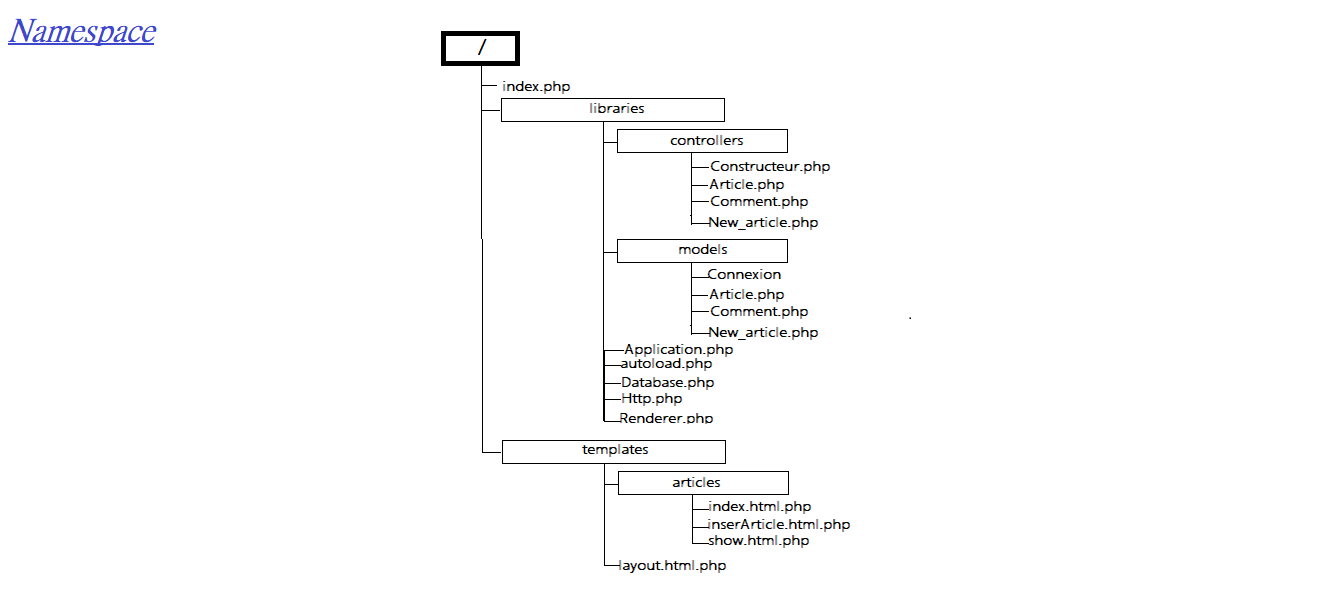 Namespace
/
index.php
libraries
controllers
Constructeur.php
Article.php
Comment.php
New_article.php
models
Connexion
Article.php
Comment.php
New_article.php
Application.php
autoload.php
Database.php
Http.php
Renderer.php
templates
articles
index.html.php
inserArticle.html.php
show.html.php
layout.html.php